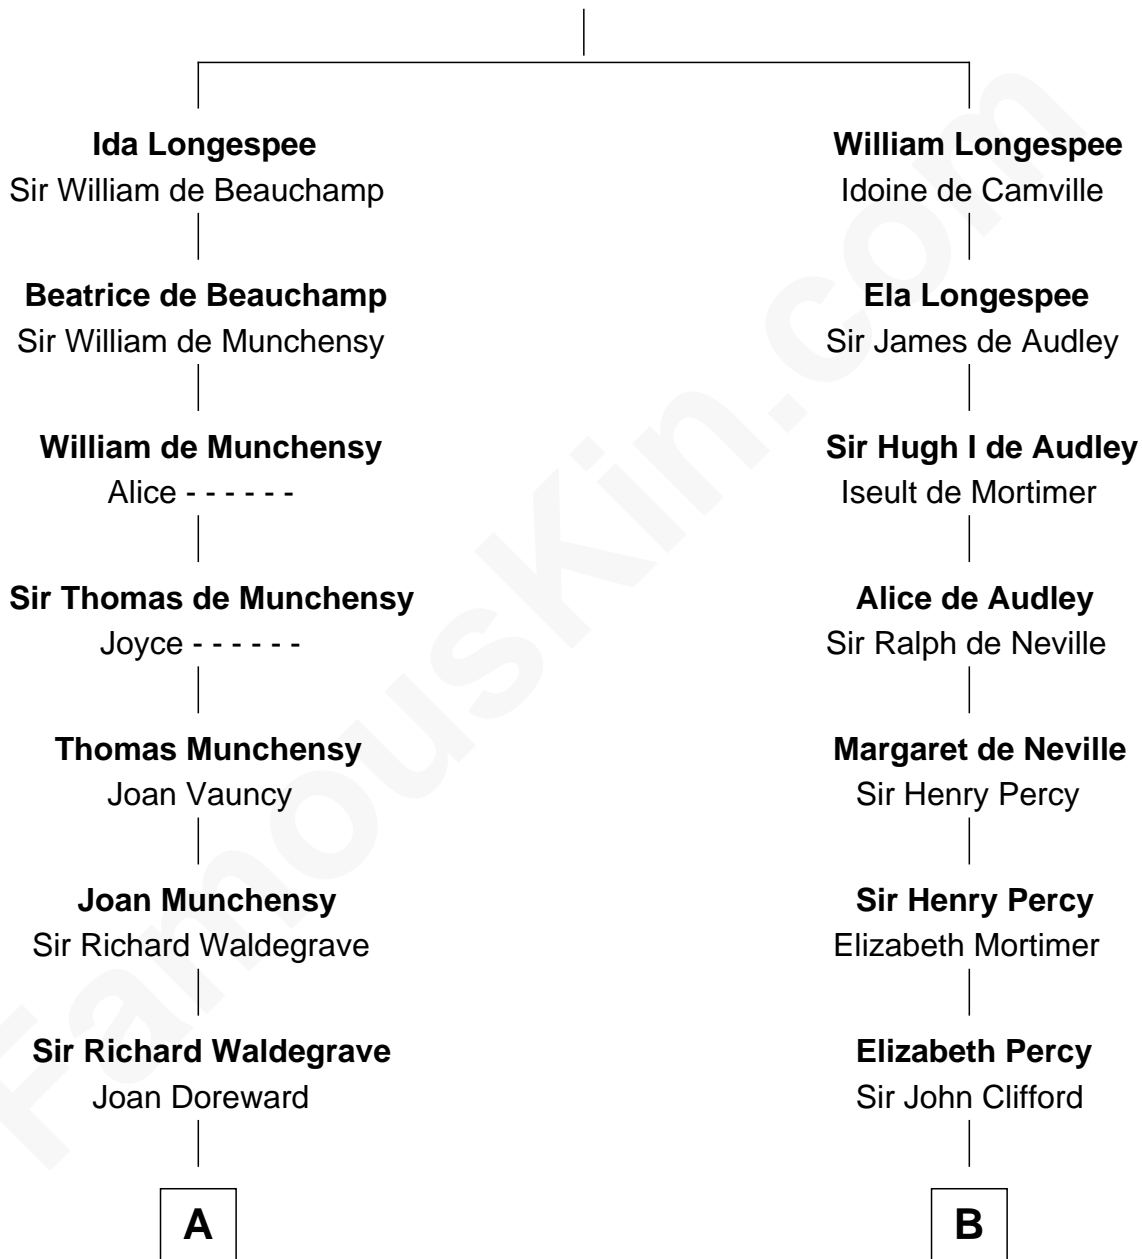 Ida Longespee
Sir William de Beauchamp
Beatrice de Beauchamp
Sir William de Munchensy
William de Munchensy
Alice - - - - - -
Sir Thomas de Munchensy
Joyce - - - - - -
Thomas Munchensy
Joan Vauncy
Joan Munchensy
Sir Richard Waldegrave
Sir Richard Waldegrave
Joan Doreward
A
William Longespee
Idoine de Camville
Ela Longespee
Sir James de Audley
Sir Hugh I de Audley
Iseult de Mortimer
Alice de Audley
Sir Ralph de Neville
Margaret de Neville
Sir Henry Percy
Sir Henry Percy
Elizabeth Mortimer
Elizabeth Percy
Sir John Clifford
B
FamousKin.com